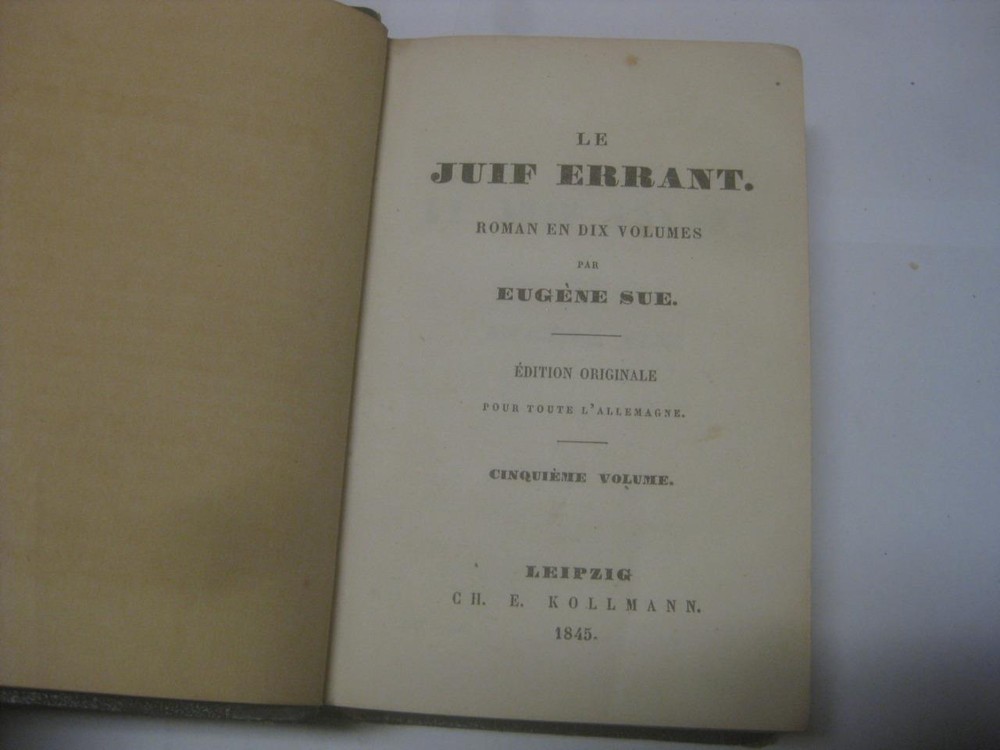 LE
JUIF ERRANT.
ROMAN EN DIX VOLUMES
PAR
EUGÈNE SUE.
ÉDITION ORIGINALE
POUR TOUTE L'ALLEMAGNE.
CINQUIÈME VOLUME.
LEIPZIG
CH. E. KOLLMANN.
1845.